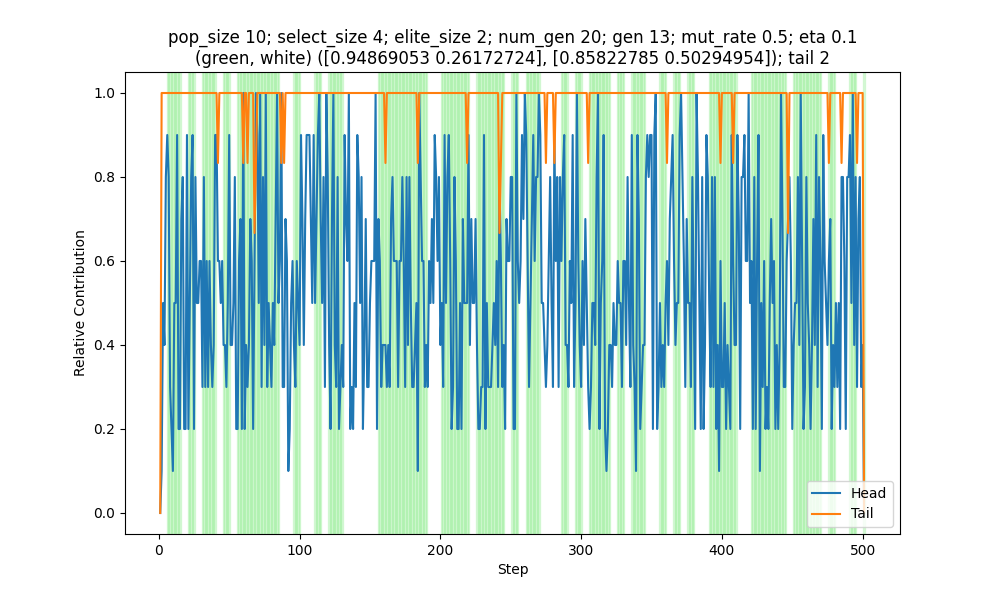 pop_size 10; select_size 4; elite_size 2; num_gen 20; gen 13; mut_rate 0.5; eta 0.1
(green, white) ([0.94869053 0.26172724], [0.85822785 0.50294954]); tail 2
1.0
0.8
0.6
0.4
0.2
0.0
Relative Contribution
0
100
200
300
400
500
Step
Head
Tail